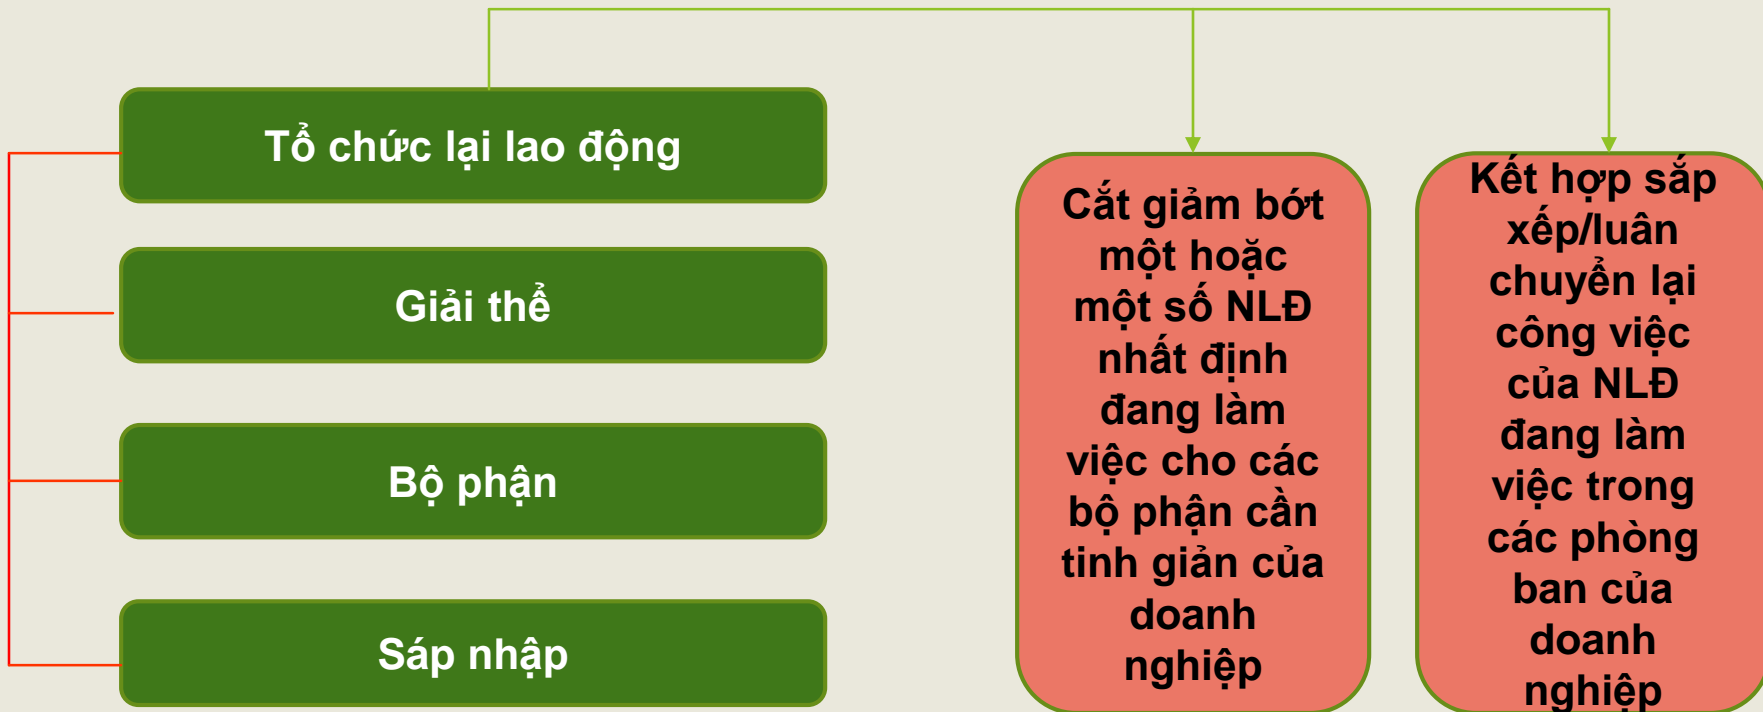 Tổ chức lại lao động
Giải thể
Bộ phận
Sáp nhập
Cắt giảm bớt
một hoặc
một số NLĐ
nhất định
đang làm
việc cho các
bộ phận cần
tinh giản của
doanh
nghiệp
Kết hợp sắp
xếp/luân
chuyển lại
công việc
của NLĐ
đang làm
việc trong
các phòng
ban của
doanh
nghiệp